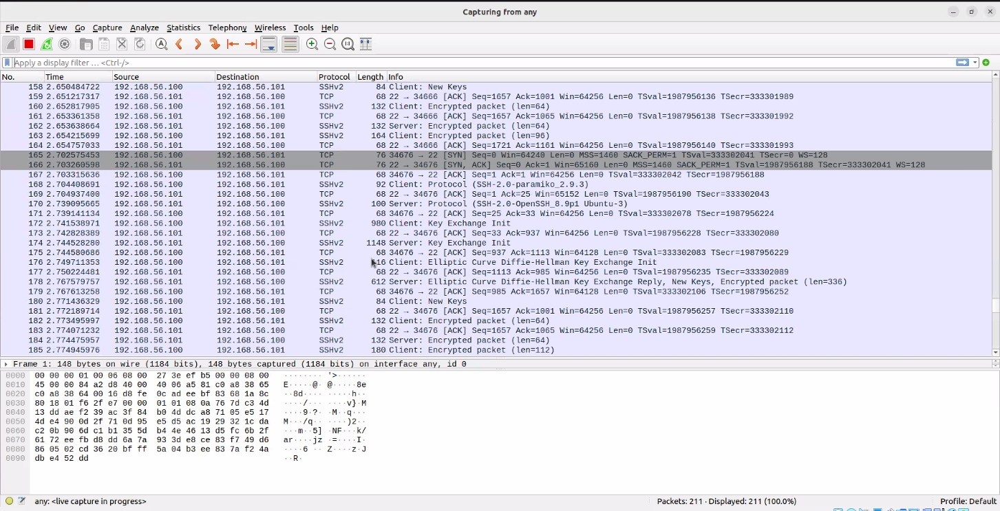 Capturing from any
File Edit View Go Capture Analyze Statistics Telephony Wireless Tools Help
Apply a display filter … <Ctrl-/>
No. Time Source Destination Protocol Length Info
158 2.650484722 192.168.56.100 192.168.56.101 SSHv2 84 Client: New Keys
159 2.651217317 192.168.56.101 192.168.56.100 TCP 68 22 → 34666 [ACK] Seq=1657 Ack=1001 Win=64256 Len=0 TSval=1987956136 TSecr=333301989
160 2.652817905 192.168.56.100 192.168.56.101 SSHv2 132 Client: Encrypted packet (len=64)
161 2.653361358 192.168.56.101 192.168.56.100 TCP 68 22 → 34666 [ACK] Seq=1657 Ack=1065 Win=64256 Len=0 TSval=1987956138 TSecr=333301992
162 2.653638664 192.168.56.101 192.168.56.100 SSHv2 132 Server: Encrypted packet (len=64)
163 2.654215699 192.168.56.100 192.168.56.101 SSHv2 164 Client: Encrypted packet (len=96)
164 2.654757033 192.168.56.101 192.168.56.100 TCP 68 22 → 34666 [ACK] Seq=1721 Ack=1161 Win=64256 Len=0 TSval=1987956140 TSecr=333301993
165 2.702575453 192.168.56.100 192.168.56.101 TCP 76 34676 → 22 [SYN] Seq=0 Win=64240 Len=0 MSS=1460 SACK_PERM=1 TSval=333302041 TSecr=0 WS=128
166 2.703260598 192.168.56.101 192.168.56.100 TCP 76 22 → 34676 [SYN, ACK] Seq=0 Ack=1 Win=65160 Len=0 MSS=1460 SACK_PERM=1 TSval=1987956188 TSecr=333302041 WS=128
167 2.703315636 192.168.56.100 192.168.56.101 TCP 68 34676 → 22 [ACK] Seq=1 Ack=1 Win=64256 Len=0 TSval=333302042 TSecr=1987956188
168 2.704408691 192.168.56.100 192.168.56.101 SSHv2 92 Client: Protocol (SSH-2.0-paramiko_2.9.3)
169 2.704937400 192.168.56.101 192.168.56.100 TCP 68 22 → 34676 [ACK] Seq=1 Ack=25 Win=65152 Len=0 TSval=1987956190 TSecr=333302043
170 2.739095665 192.168.56.101 192.168.56.100 SSHv2 100 Server: Protocol (SSH-2.0-OpenSSH_8.9p1 Ubuntu-3)
171 2.739141134 192.168.56.100 192.168.56.101 TCP 68 34676 → 22 [ACK] Seq=25 Ack=33 Win=64256 Len=0 TSval=333302078 TSecr=1987956224
172 2.741538971 192.168.56.100 192.168.56.101 SSHv2 980 Client: Key Exchange Init
173 2.742828389 192.168.56.101 192.168.56.100 TCP 68 22 → 34676 [ACK] Seq=33 Ack=937 Win=64256 Len=0 TSval=1987956228 TSecr=333302080
174 2.744528280 192.168.56.101 192.168.56.100 SSHv2 1148 Server: Key Exchange Init
175 2.744580686 192.168.56.100 192.168.56.101 TCP 68 34676 → 22 [ACK] Seq=937 Ack=1113 Win=64128 Len=0 TSval=333302083 TSecr=1987956229
176 2.749711353 192.168.56.100 192.168.56.101 SSHv2 16 Client: Elliptic Curve Diffie-Hellman Key Exchange Init
177 2.750224481 192.168.56.101 192.168.56.100 TCP 68 22 → 34676 [ACK] Seq=1113 Ack=985 Win=64256 Len=0 TSval=1987956235 TSecr=333302089
178 2.767579757 192.168.56.101 192.168.56.100 SSHv2 612 Server: Elliptic Curve Diffie-Hellman Key Exchange Reply, New Keys, Encrypted packet (len=336)
179 2.767613258 192.168.56.100 192.168.56.101 TCP 68 34676 → 22 [ACK] Seq=985 Ack=1657 Win=64128 Len=0 TSval=333302106 TSecr=1987956252
180 2.771436329 192.168.56.100 192.168.56.101 SSHv2 84 Client: New Keys
181 2.772189714 192.168.56.101 192.168.56.100 TCP 68 22 → 34676 [ACK] Seq=1657 Ack=1001 Win=64256 Len=0 TSval=1987956257 TSecr=333302110
182 2.773495997 192.168.56.100 192.168.56.101 SSHv2 132 Client: Encrypted packet (len=64)
183 2.774071232 192.168.56.101 192.168.56.100 TCP 68 22 → 34676 [ACK] Seq=1657 Ack=1065 Win=64256 Len=0 TSval=1987956259 TSecr=333302112
184 2.774475957 192.168.56.101 192.168.56.100 SSHv2 132 Server: Encrypted packet (len=64)
185 2.774945976 192.168.56.100 192.168.56.101 SSHv2 180 Client: Encrypted packet (len=112)
Frame 1: 148 bytes on wire (1184 bits), 148 bytes captured (1184 bits) on interface any, id 0
0000 00 00 00 01 00 06 08 00 27 3e ef b5 00 00 08 00 ········ '>······
0010 45 00 00 84 a2 d8 40 00 40 06 a5 81 c0 a8 38 65 E·····@· @·····8e
0020 c0 a8 38 64 00 16 d8 fe 0c ad ee bf 83 68 1a 8c ··8d···· ·····h··
0030 80 18 01 f6 2f e7 00 00 01 01 08 0a 76 7d c3 4d ····/··· ····v}·M
0040 13 dd ae f2 39 ac 3f 84 b0 4d dc a8 71 05 e5 17 ····9·?· ·M··q···
0050 4d e4 90 0d 2f 71 0d 95 e5 d5 ac 19 29 32 1c da M···/q·· ····)2··
0060 c2 0b 90 6d c1 b1 35 5d b4 4e 46 13 d5 fc 6b 2f ···m··5] ·NF···k/
0070 61 72 ee fb d8 dd 6a 7a 93 3d e8 ce 83 f7 49 d6 ar····jz ·=····I·
0080 86 05 02 cd 36 20 bf ff 5a 04 b3 ee 83 7a f2 4a ····6 ·· Z····z·J
0090 db e4 52 dd ··R·
any: <live capture in progress> Packets: 211 · Displayed: 211 (100.0%) Profile: Default